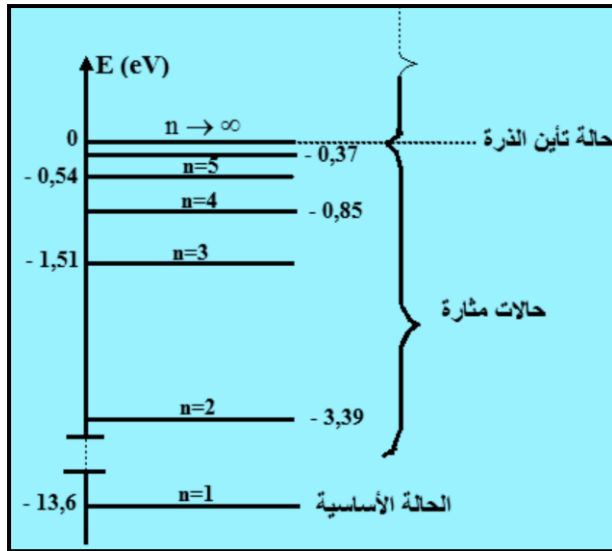 E (eV)
0 n → ∞ حالة تأين الذرة
- 0,37
- 0,54 n=5
n=4 - 0,85
- 1,51 n=3
حالات مثارة
n=2 - 3,39
- 13,6 n=1 الحالة الأساسية